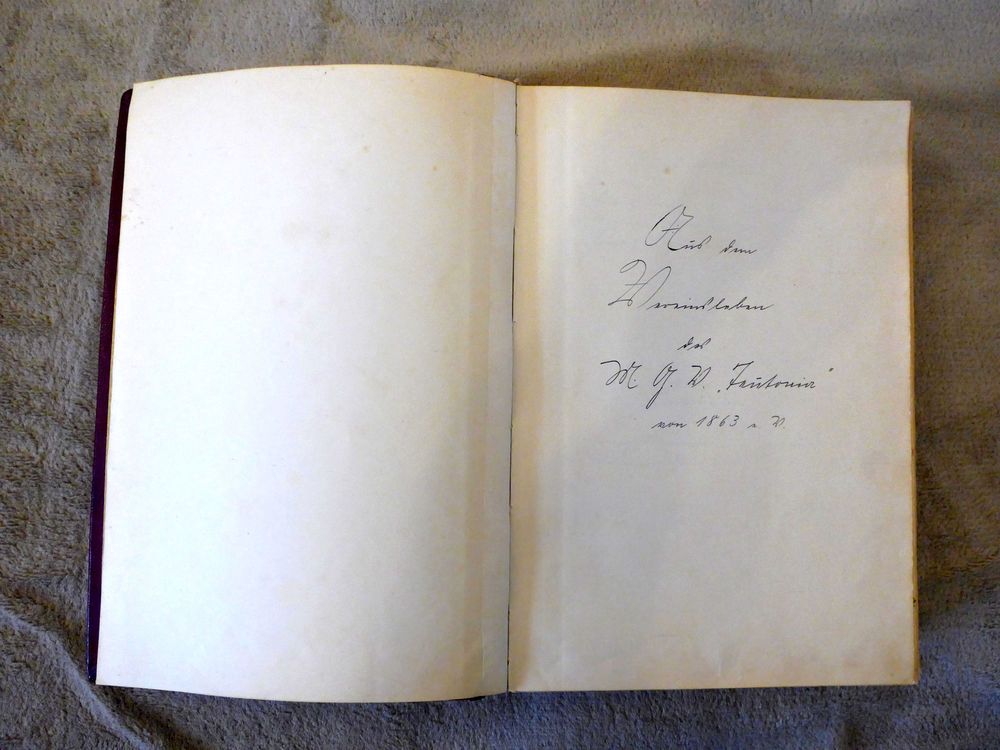 Aus dem
Vereinsleben
des
M. G. V. „Teutonia"
von 1863 e. V.